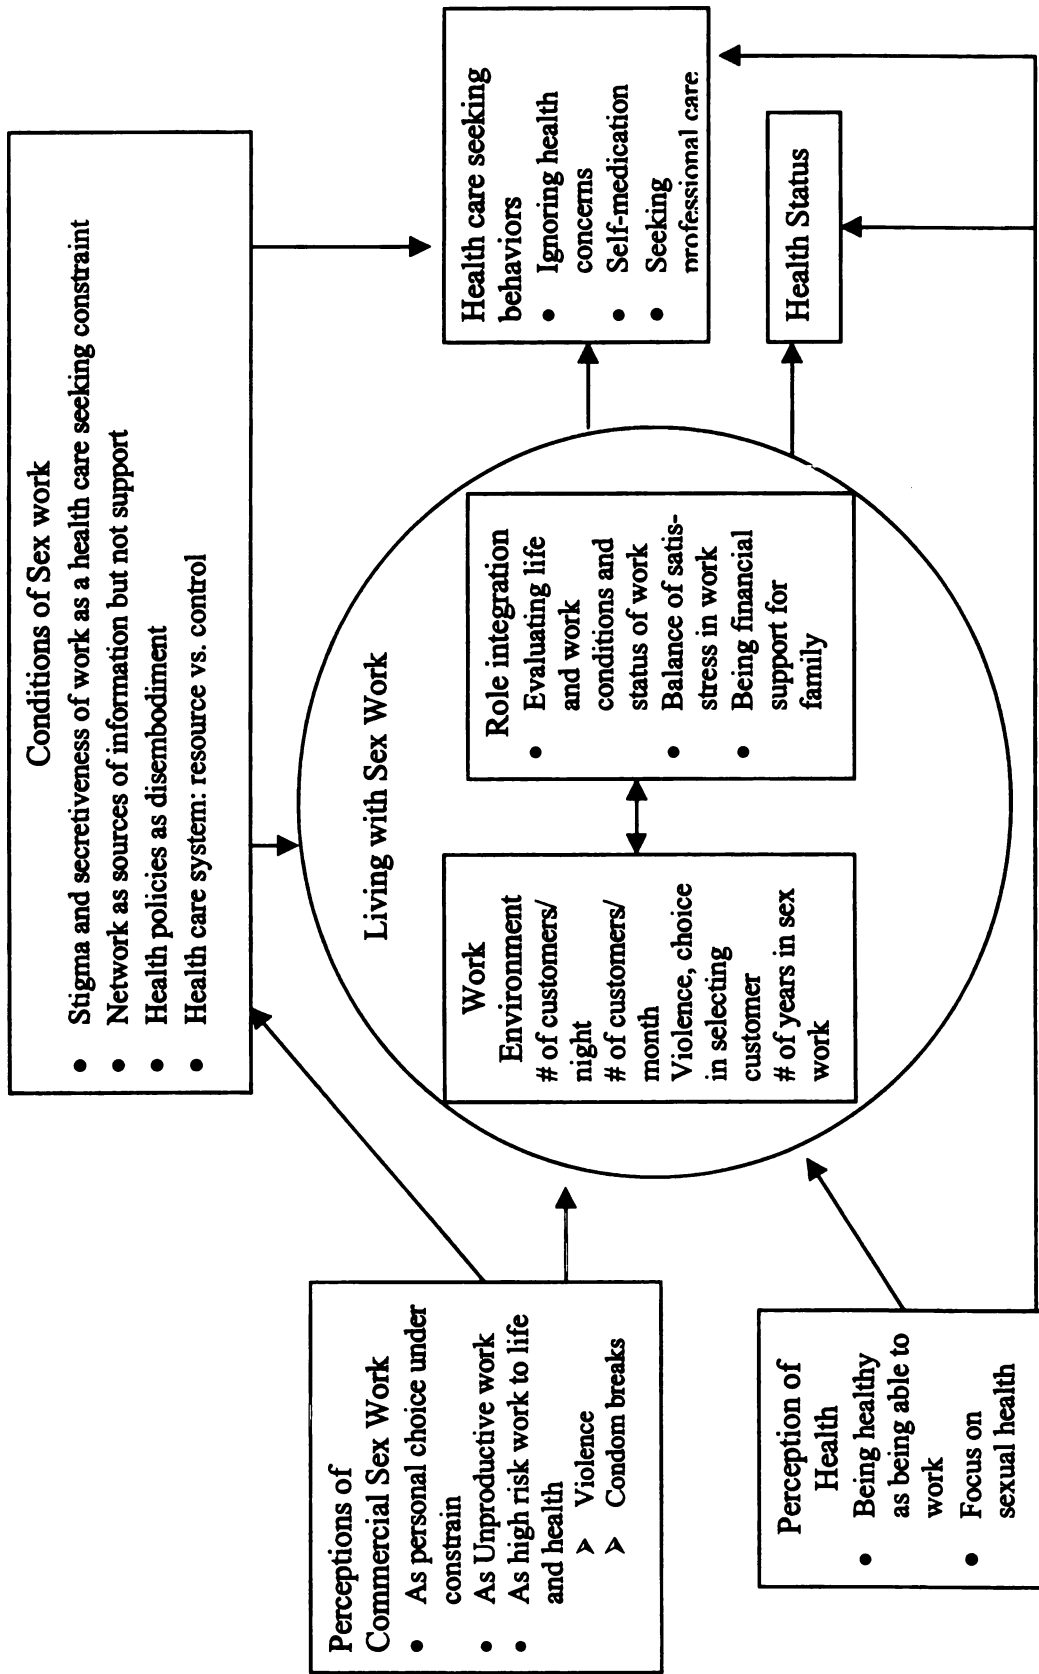 Conditions of Sex work
• Stigma and secretiveness of work as a health care seeking constraint
• Network as sources of information but not support
• Health policies as disembodiment
• Health care system: resource vs. control
Perceptions of
Commercial Sex Work
• As personal choice under
constrain
• As Unproductive work
• As high risk work to life
and health
➢ Violence
➢ Condom breaks
Living with Sex Work
Work
Environment
# of customers/
night
# of customers/
month
Violence, choice
in selecting
customer
# of years in sex
work
Role integration
• Evaluating life
and work
conditions and
status of work
• Balance of satis-
stress in work
• Being financial
support for
family
Health care seeking
behaviors
• Ignoring health
concerns
• Self-medication
• Seeking
professional care
Perception of
Health
• Being healthy
as being able to
work
• Focus on
sexual health
Health Status